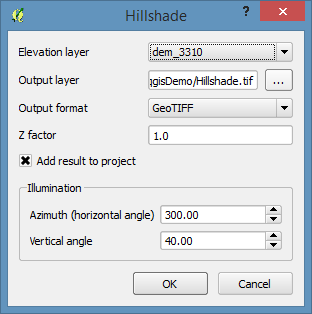 Hillshade
Elevation layer dem_3310
Output layer ggisDemo/Hillshade.tif ...
Output format GeoTIFF
Z factor 1.0
Add result to project
Illumination
Azimuth (horizontal angle) 300.00
Vertical angle 40.00
OK Cancel